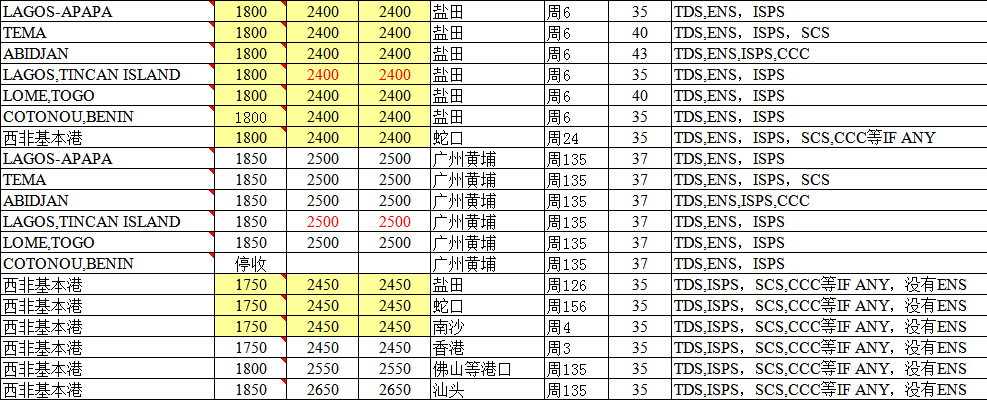 LAGOS-APAPA 1800 2400 2400 盐田 周6 35 TDS,ENS，ISPS
TEMA 1800 2400 2400 盐田 周6 40 TDS,ENS，ISPS，SCS
ABIDJAN 1800 2400 2400 盐田 周6 43 TDS,ENS,ISPS,CCC
LAGOS,TINCAN ISLAND 1800 2400 2400 盐田 周6 35 TDS,ENS，ISPS
LOME,TOGO 1800 2400 2400 盐田 周6 40 TDS,ENS，ISPS
COTONOU,BENIN 1800 2400 2400 盐田 周6 35 TDS,ENS，ISPS
西非基本港 1800 2400 2400 蛇口 周24 35 TDS,ENS，ISPS，SCS,CCC等IF ANY
LAGOS-APAPA 1850 2500 2500 广州黄埔 周135 37 TDS,ENS，ISPS
TEMA 1850 2500 2500 广州黄埔 周135 37 TDS,ENS，ISPS，SCS
ABIDJAN 1850 2500 2500 广州黄埔 周135 37 TDS,ENS,ISPS,CCC
LAGOS,TINCAN ISLAND 1850 2500 2500 广州黄埔 周135 37 TDS,ENS，ISPS
LOME,TOGO 1850 2500 2500 广州黄埔 周135 37 TDS,ENS，ISPS
COTONOU,BENIN 停收 广州黄埔 周135 37 TDS,ENS，ISPS
西非基本港 1750 2450 2450 盐田 周126 35 TDS,ISPS，SCS,CCC等IF ANY，没有ENS
西非基本港 1750 2450 2450 蛇口 周156 35 TDS,ISPS，SCS,CCC等IF ANY，没有ENS
西非基本港 1750 2450 2450 南沙 周4 35 TDS,ISPS，SCS,CCC等IF ANY，没有ENS
西非基本港 1750 2450 2450 香港 周3 35 TDS,ISPS，SCS,CCC等IF ANY，没有ENS
西非基本港 1800 2550 2550 佛山等港口 周135 35 TDS,ISPS，SCS,CCC等IF ANY，没有ENS
西非基本港 1850 2650 2650 汕头 周135 35 TDS,ISPS，SCS,CCC等IF ANY，没有ENS